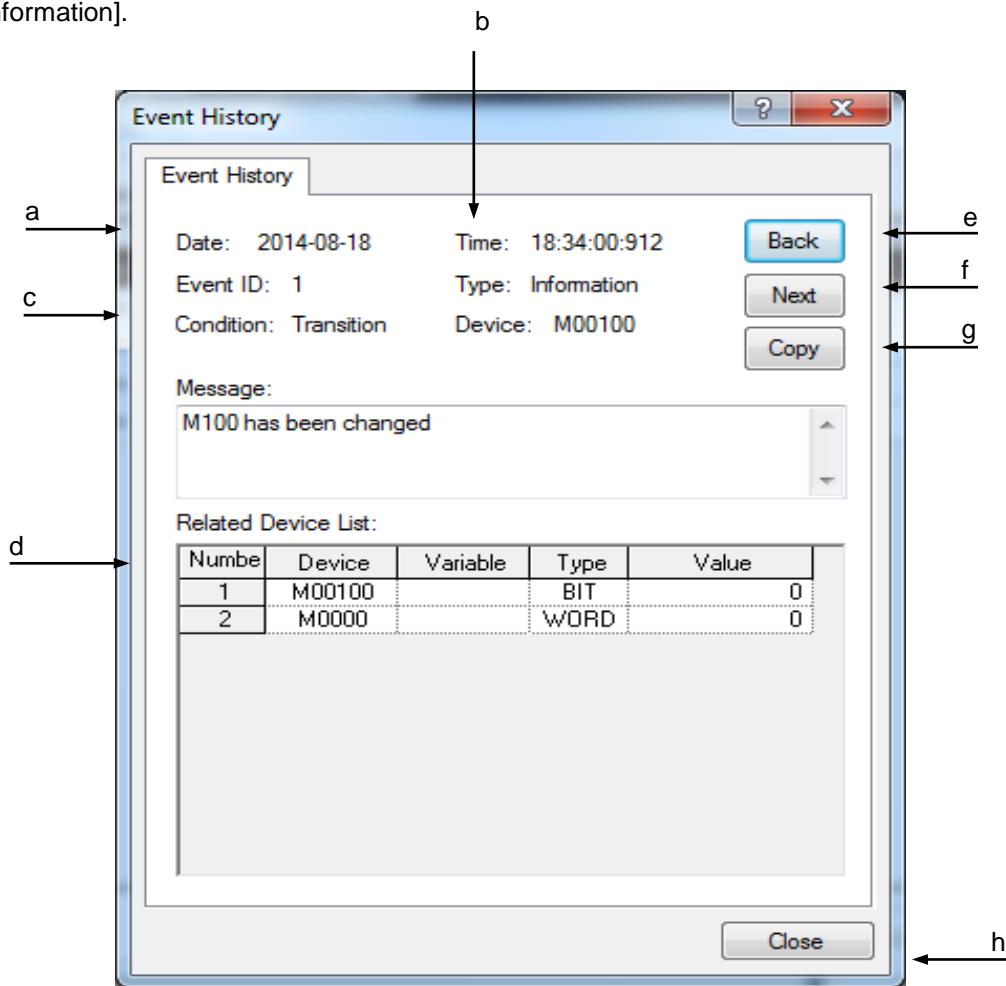 nformation].
b
Event History
Event History
a
e
Date: 2014-08-18 Time: 18:34:00:912 Back
f
Event ID: 1 Type: Information Next
c
Condition: Transition Device: M00100
g
Copy
Message:
M100 has been changed
Related Device List:
d
Numbe Device Variable Type Value
1 M00100 BIT 0
2 M0000 WORD 0
Close
h